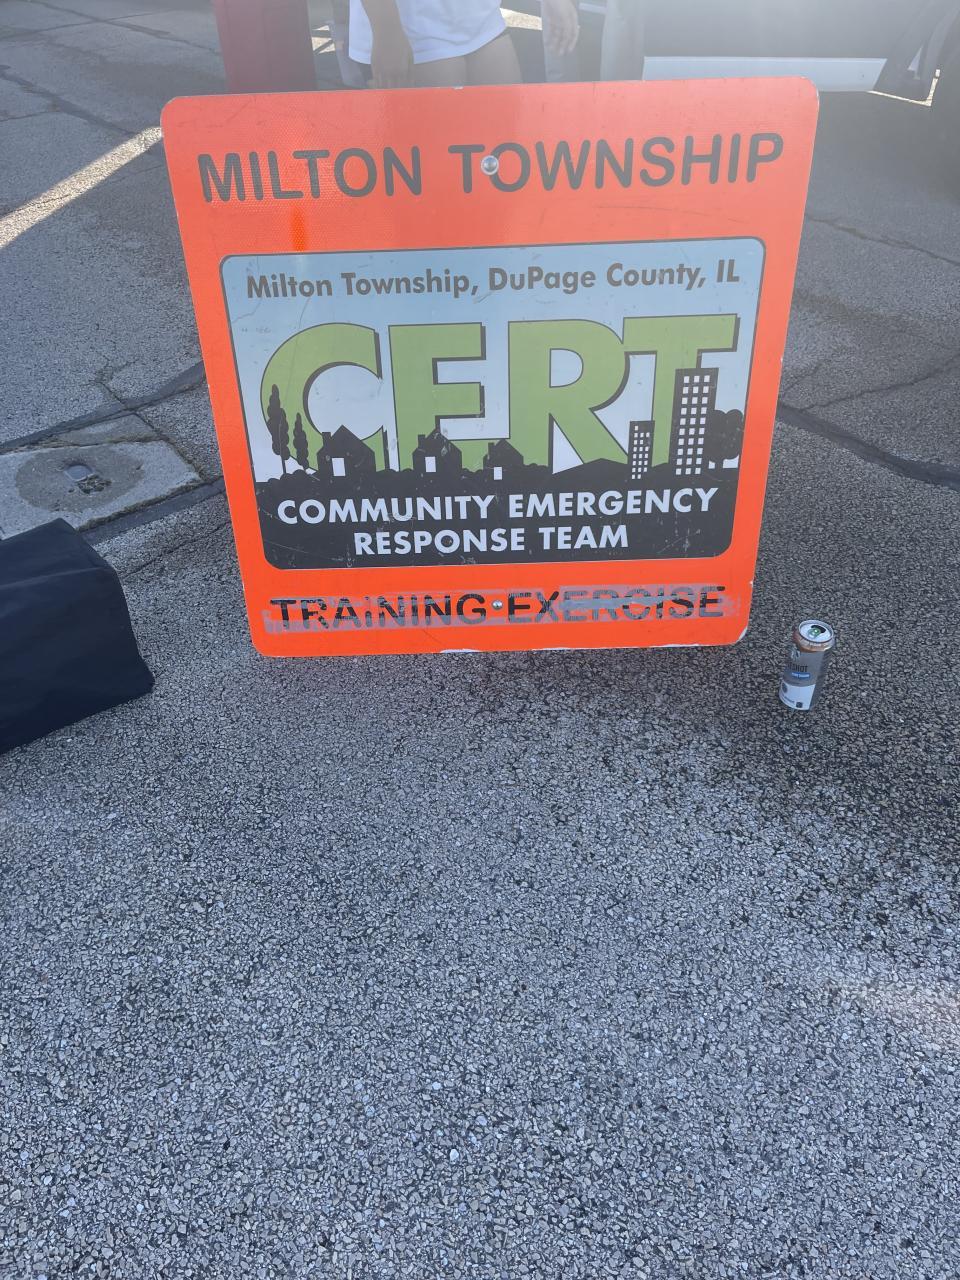 MILTON TOWNSHIP
Milton Township, DuPage County, IL
CERT
COMMUNITY EMERGENCY
RESPONSE TEAM
TRAINING EXERCISE